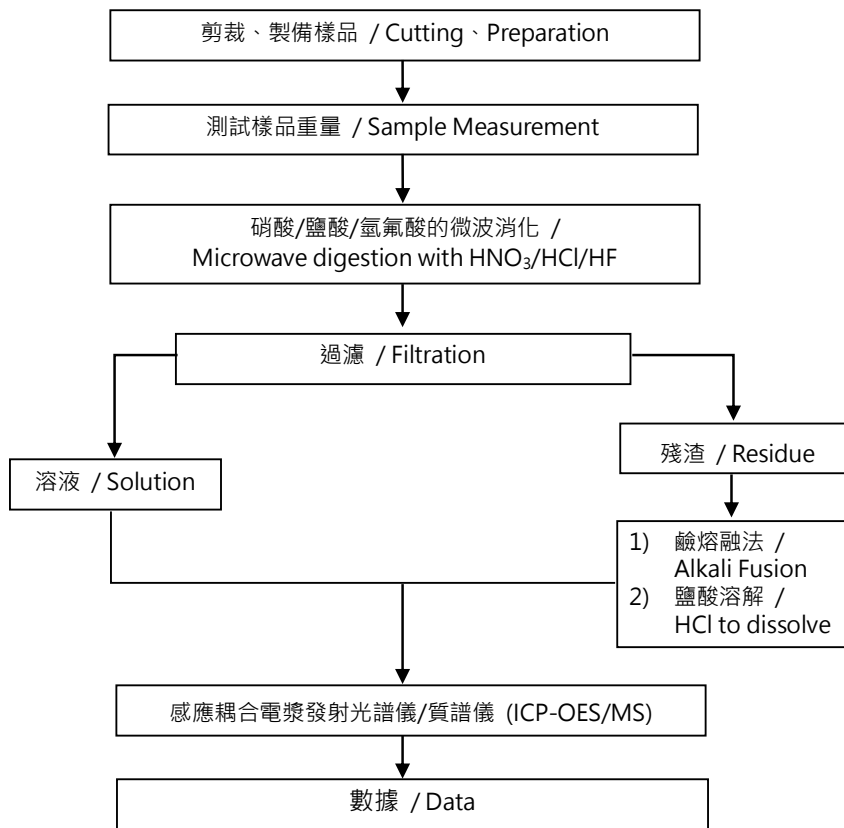 剪裁、製備樣品 / Cutting、Preparation
測試樣品重量 / Sample Measurement
硝酸/鹽酸/氫氟酸的微波消化 /
Microwave digestion with HNO₃/HCl/HF
過濾 / Filtration
溶液 / Solution
殘渣 / Residue
1) 鹼熔融法 /
Alkali Fusion
2) 鹽酸溶解 /
HCl to dissolve
感應耦合電漿發射光譜儀/質譜儀 (ICP-OES/MS)
數據 / Data